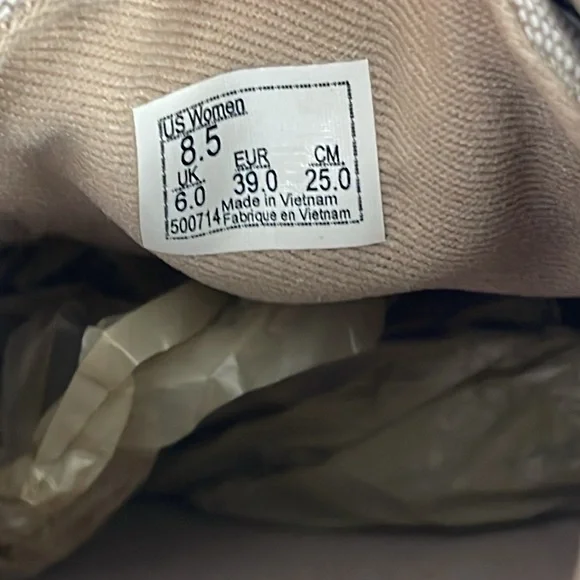 US Women
8.5
UK. EUR CM.
6.0 39.0 25.0
Made in Vietnam
500714 Fabrique en Vietnam